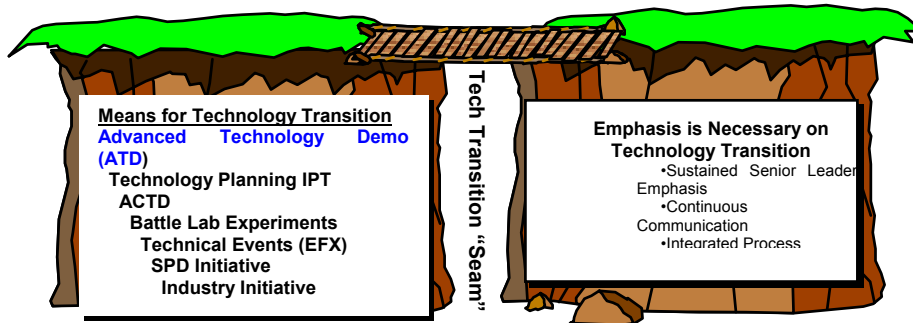 Means for Technology Transition
Advanced Technology Demo
(ATD)
Technology Planning IPT
ACTD
Battle Lab Experiments
Technical Events (EFX)
SPD Initiative
Industry Initiative
Tech Transition “Seam”
Emphasis is Necessary on
Technology Transition
•Sustained Senior Leader
Emphasis
•Continuous
Communication
•Integrated Process